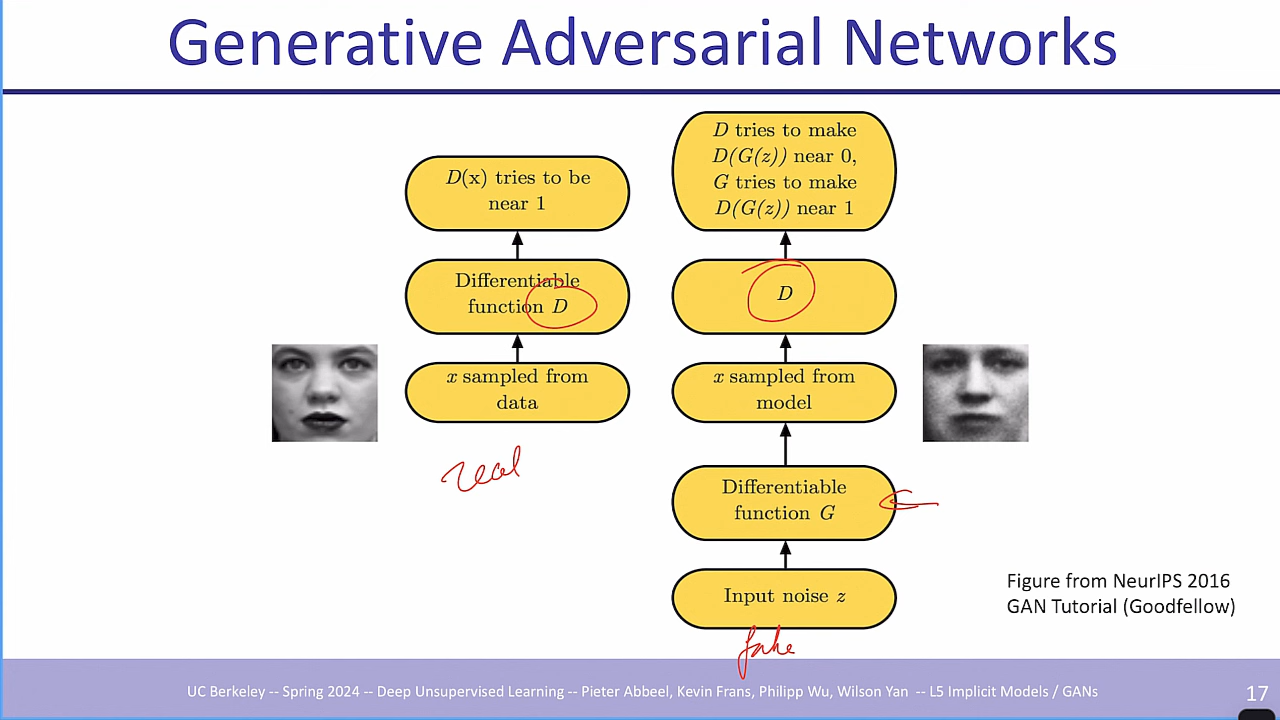 Generative Adversarial Networks
D(x) tries to be
near 1
Differentiable
function D
x sampled from
data
real
D tries to make
D(G(z)) near 0,
G tries to make
D(G(z)) near 1
D
x sampled from
model
Differentiable
function G
Input noise z
fake
Figure from NeurIPS 2016
GAN Tutorial (Goodfellow)
UC Berkeley -- Spring 2024 -- Deep Unsupervised Learning -- Pieter Abbeel, Kevin Frans, Philipp Wu, Wilson Yan -- L5 Implicit Models / GANs
17